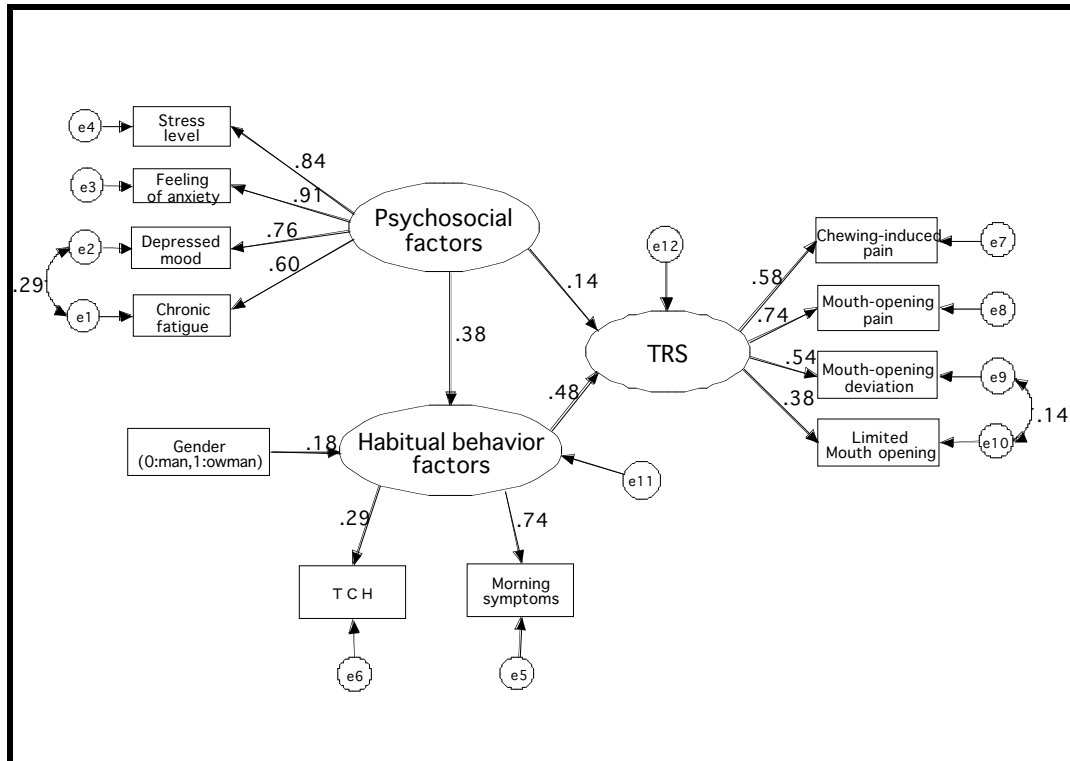 e4
Stress
level
.84
e3
Feeling
of anxiety
.91
Psychosocial
factors
e2
Depressed
mood
.76
.29
e1
Chronic
fatigue
.60
e12
Chewing-induced
pain
e7
.14
.58
Mouth-opening
pain
e8
.74
.38
TRS
.54
Mouth-opening
deviation
e9
.48
.38
.14
Gender
(0:man,1:owman)
.18
Habitual behavior
factors
Limited
Mouth opening
e10
e11
.29
.74
T C H
Morning
symptoms
e6
e5